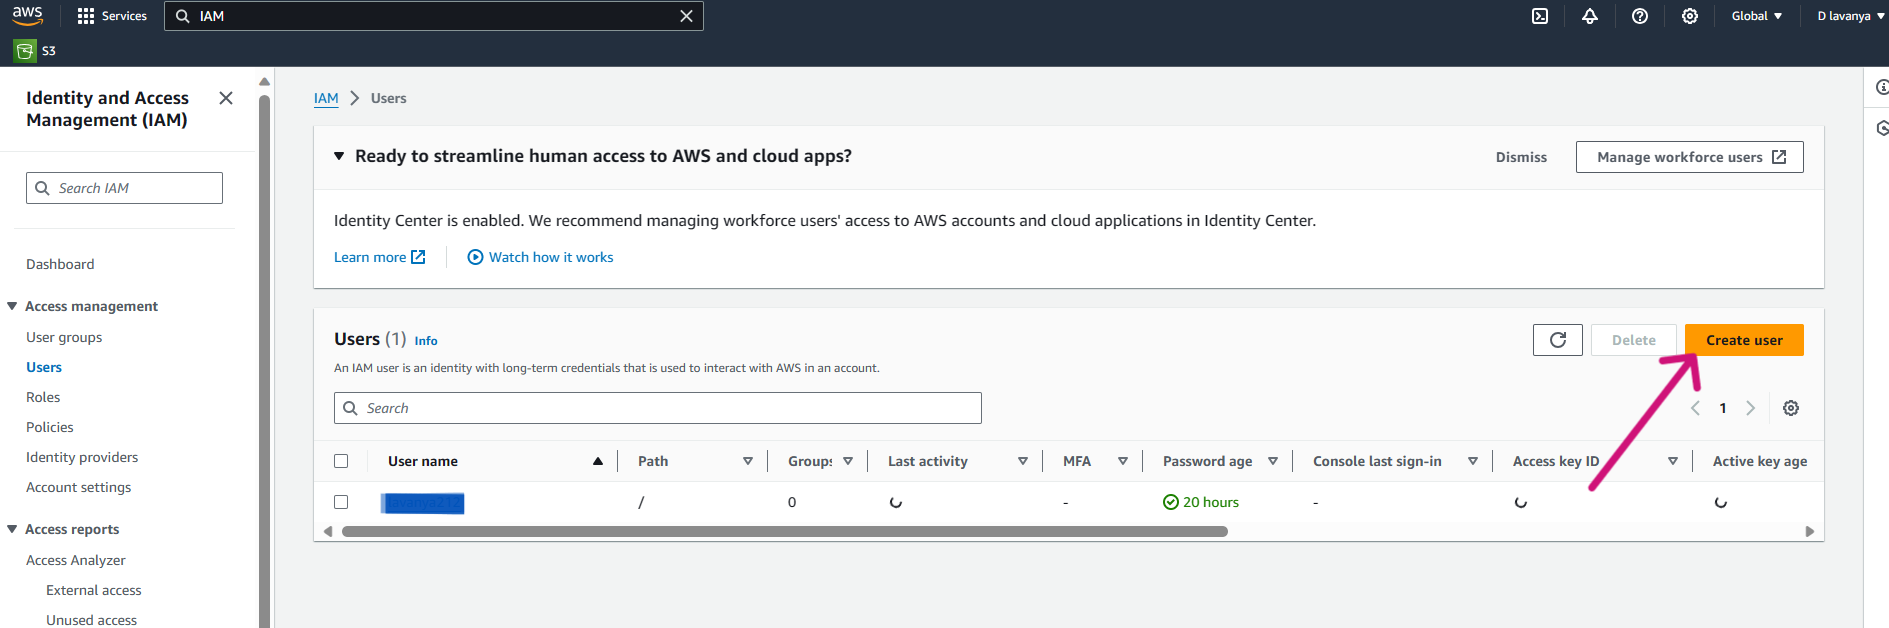 aws Services IAM Global D lavanya
S3
Identity and Access
Management (IAM)
Search IAM
Dashboard
Access management
User groups
Users
Roles
Policies
Identity providers
Account settings
Access reports
Access Analyzer
External access
Unused access
IAM > Users
Ready to streamline human access to AWS and cloud apps? Dismiss Manage workforce users
Identity Center is enabled. We recommend managing workforce users' access to AWS accounts and cloud applications in Identity Center.
Learn more Watch how it works
Users (1) Info Delete Create user
An IAM user is an identity with long-term credentials that is used to interact with AWS in an account.
Search 1
User name Path Groups Last activity MFA Password age Console last sign-in Access key ID Active key age
/ 0 - 20 hours -